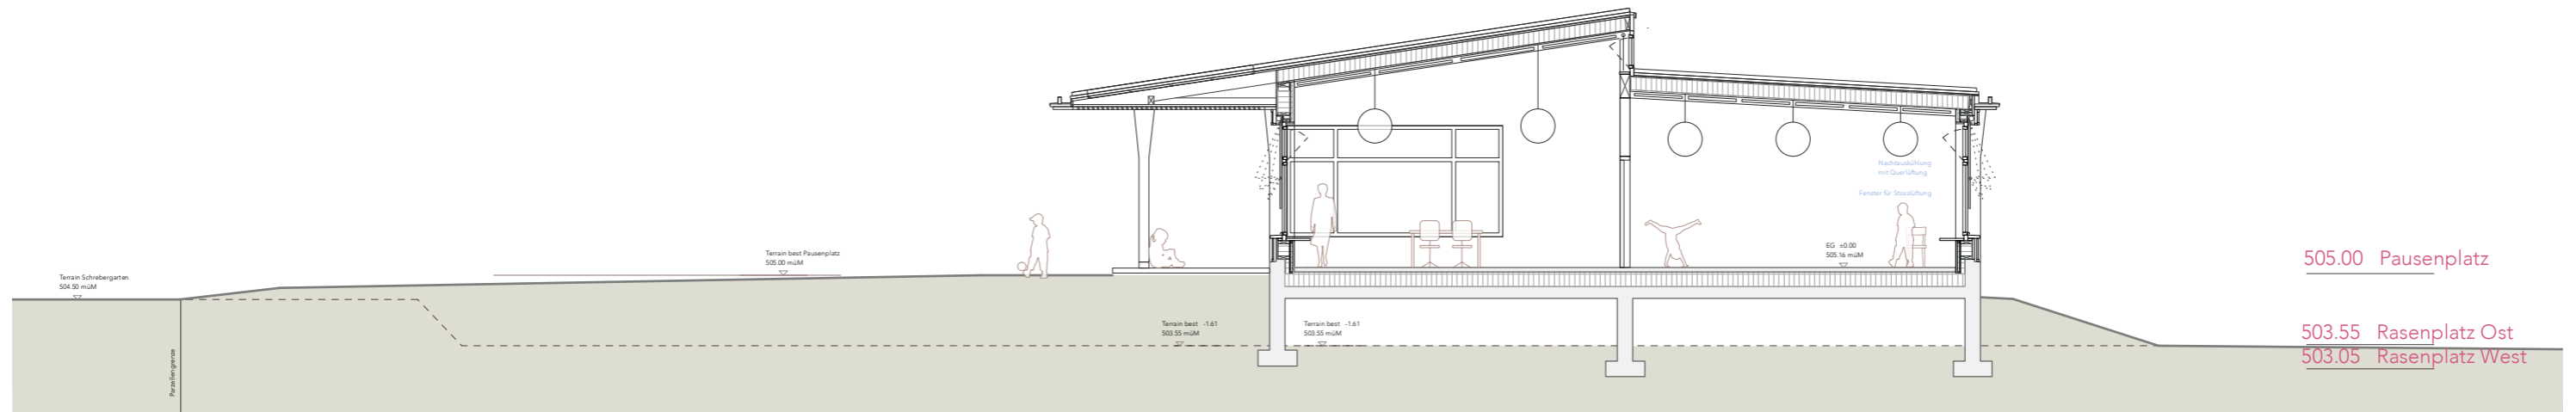 Nachtauskühlung
mit Querlüftung
Fenster für Stosslüftung
EG ±0.00
505.16 müM
Terrain best Pausenplatz
505.00 müM
Terrain Schrebergarten
504.50 müM
505.00 Pausenplatz
Terrain best -1.61
503.55 müM
Terrain best -1.61
503.55 müM
503.55 Rasenplatz Ost
503.05 Rasenplatz West
Parzellengrenze